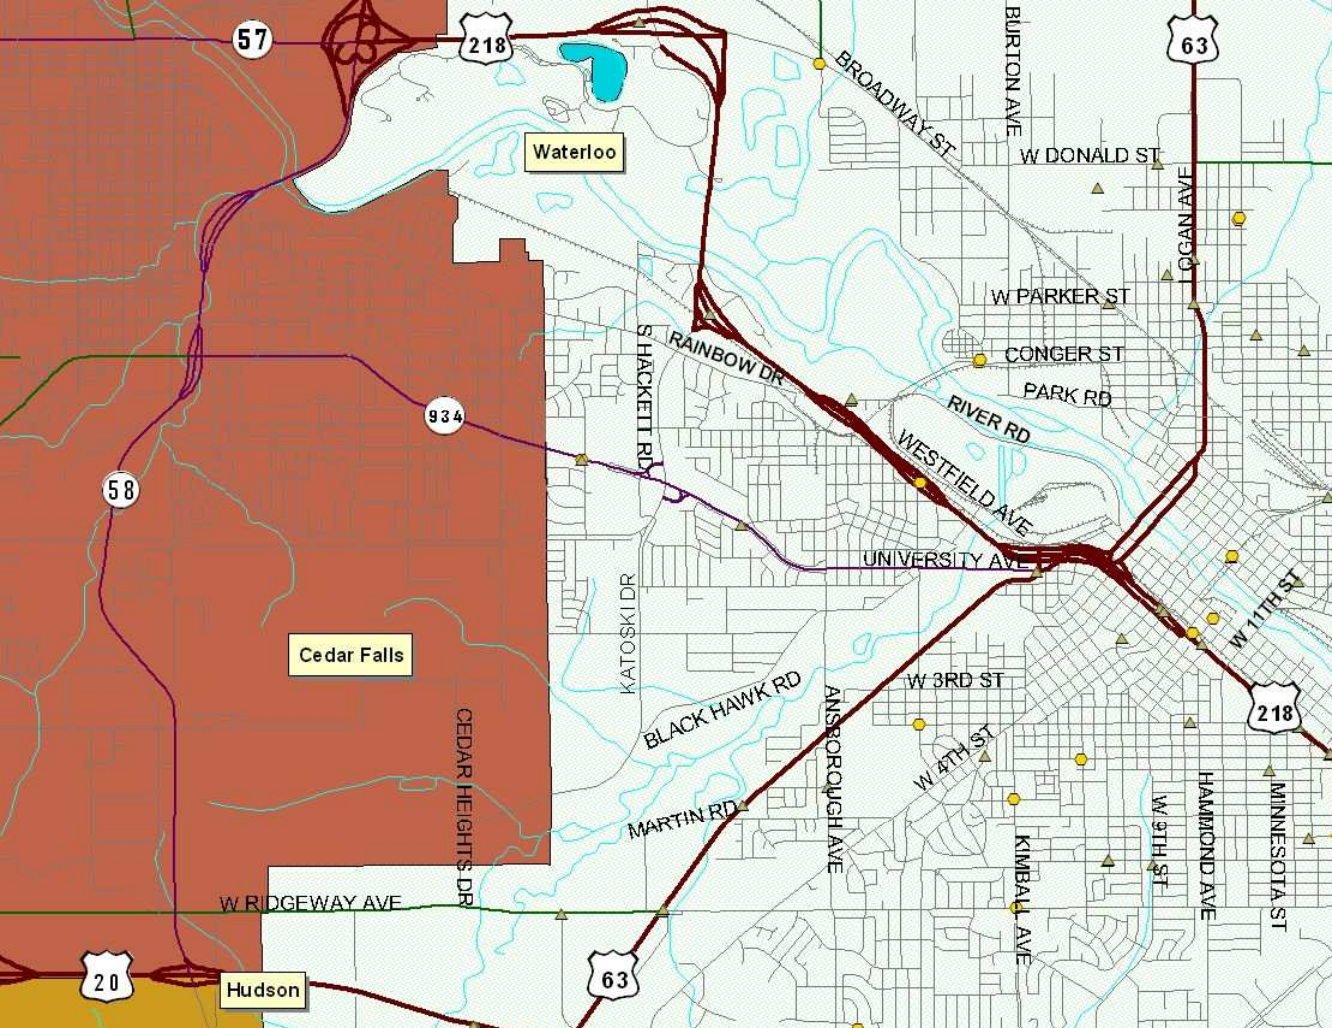 57
218
63
BURTON AVE
BROADWAY ST
Waterloo
W DONALD ST
LOGAN AVE
W PARKER ST
S HACKETT RD
RAINBOW DR
CONGER ST
PARK RD
934
RIVER RD
WESTFIELD AVE
58
UNIVERSITY AVE
KATOSKI DR
W 11TH ST
Cedar Falls
BLACK HAWK RD
W 3RD ST
ANSBOROUGH AVE
218
CEDAR HEIGHTS DR
W 4TH ST
MARTIN RD
W 9TH ST
HAMMOND AVE
MINNESOTA ST
KIMBALL AVE
W RIDGEWAY AVE
20
Hudson
63